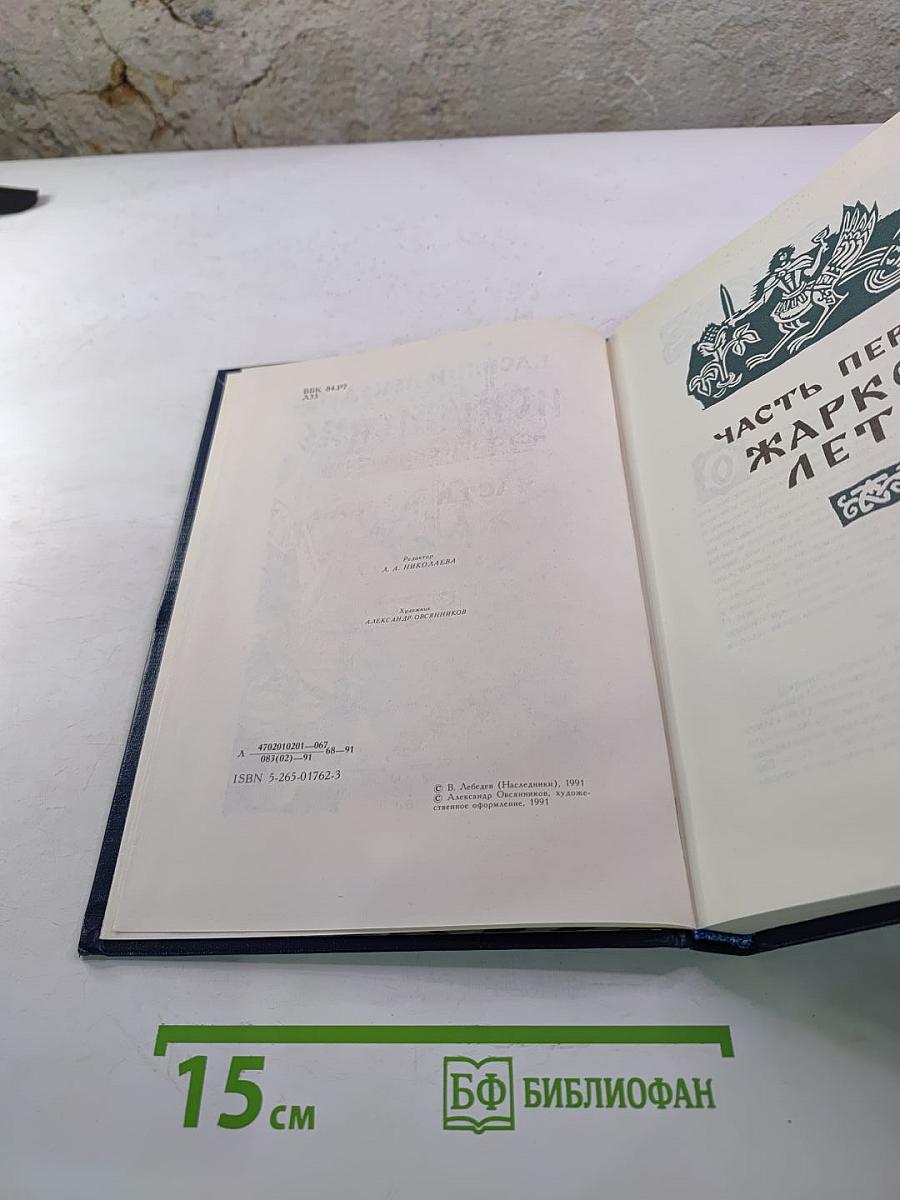 ББК 84.Р7
Л33
Редактор
Л. А. НИКОЛАЕВА
Художник
АЛЕКСАНДР ОВСЯННИКОВ
Л 4702010201—067 68—91
083(02)—91
ISBN 5-265-01762-3
© В. Лебедев (Наследники), 1991
© Александр Овсянников, художе-
ственное оформление, 1991
ЧАСТЬ ПЕР
ЖАРКО
ЛЕТ
15 см
БФ БИБЛИОФАН